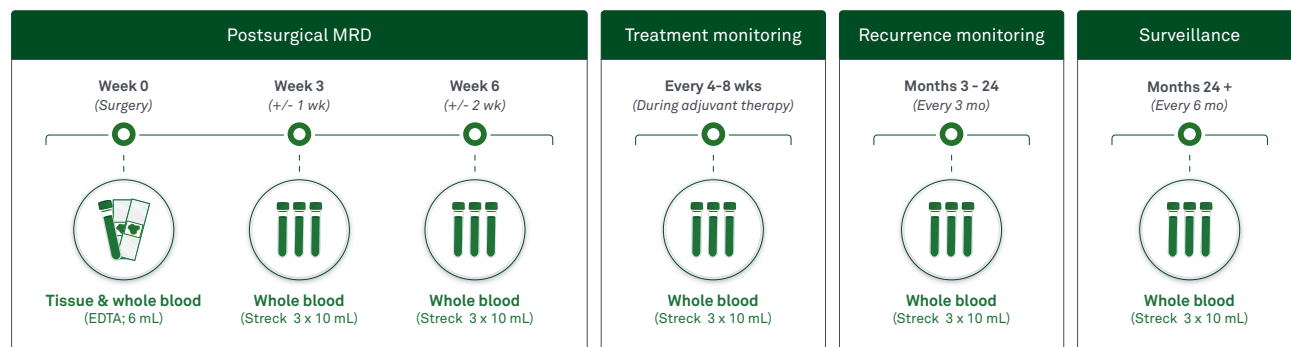 Postsurgical MRD
Week 0
(Surgery)
Week 3
(+/- 1 wk)
Week 6
(+/- 2 wk)
Tissue & whole blood
(EDTA; 6 mL)
Whole blood
(Streck 3 x 10 mL)
Whole blood
(Streck 3 x 10 mL)
Treatment monitoring
Every 4-8 wks
(During adjuvant therapy)
Whole blood
(Streck 3 x 10 mL)
Recurrence monitoring
Months 3 - 24
(Every 3 mo)
Whole blood
(Streck 3 x 10 mL)
Surveillance
Months 24 +
(Every 6 mo)
Whole blood
(Streck 3 x 10 mL)